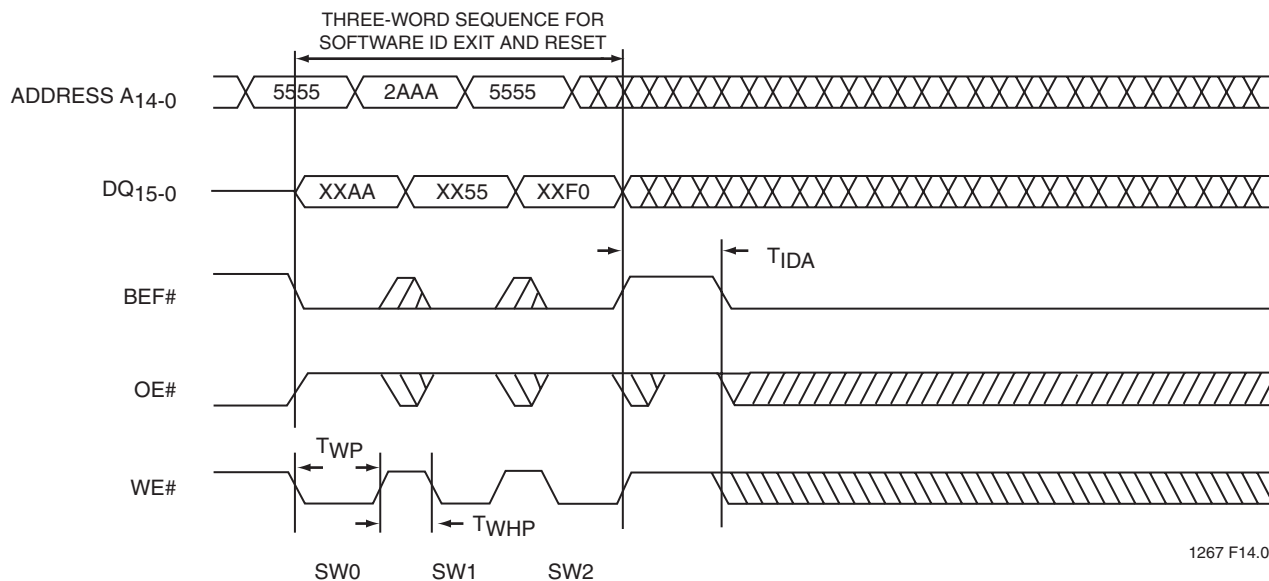 THREE-WORD SEQUENCE FOR
SOFTWARE ID EXIT AND RESET
ADDRESS A14-0
5555 2AAA 5555
DQ15-0
XXAA XX55 XXF0
TIDA
BEF#
OE#
TWP
WE#
TWHP
SW0 SW1 SW2
1267 F14.0